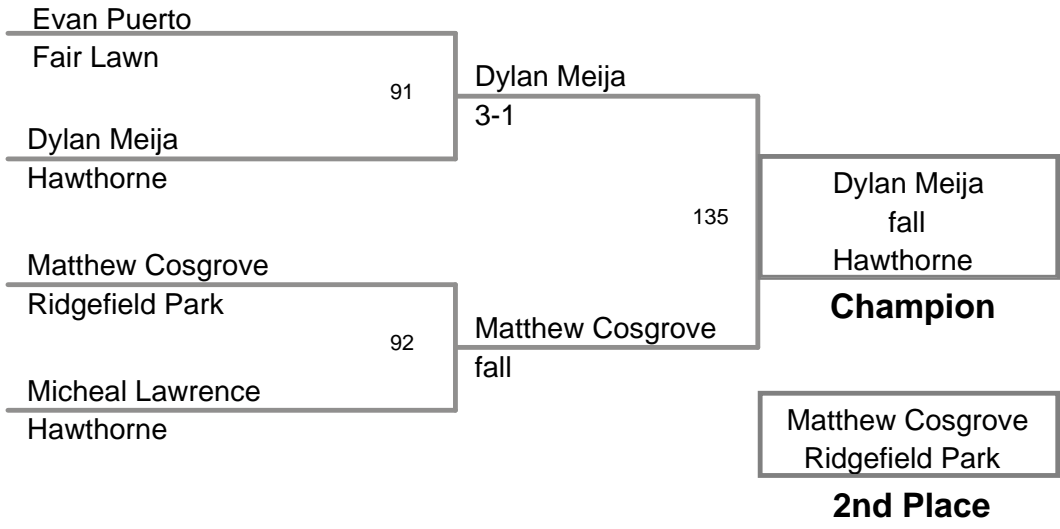 Evan Puerto
Fair Lawn
91
Dylan Meija
3-1
Dylan Meija
Hawthorne
135
Dylan Meija
fall
Hawthorne
Champion
Matthew Cosgrove
Ridgefield Park
92
Matthew Cosgrove
fall
Micheal Lawrence
Hawthorne
Matthew Cosgrove
Ridgefield Park
2nd Place